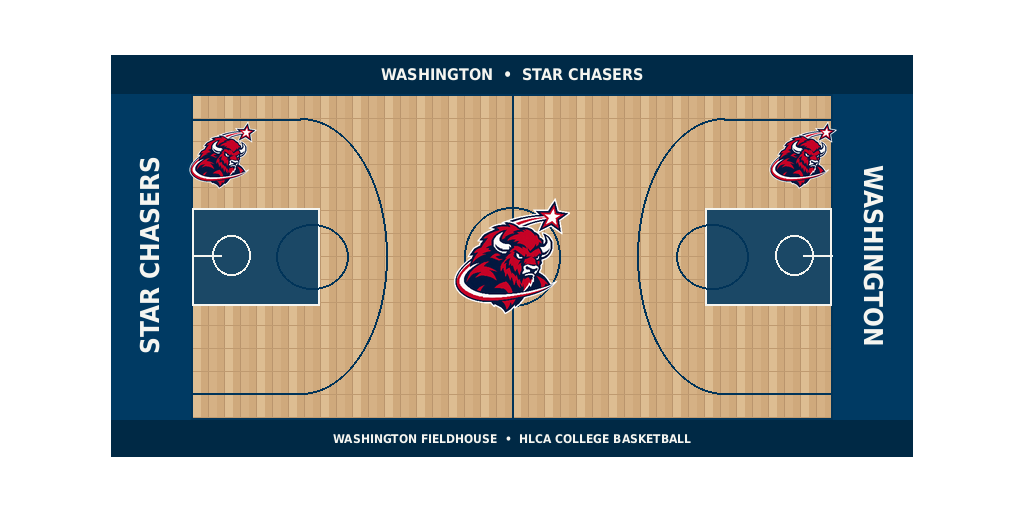 WASHINGTON • STAR CHASERS
STAR CHASERS
WASHINGTON
WASHINGTON FIELDHOUSE • HLCA COLLEGE BASKETBALL